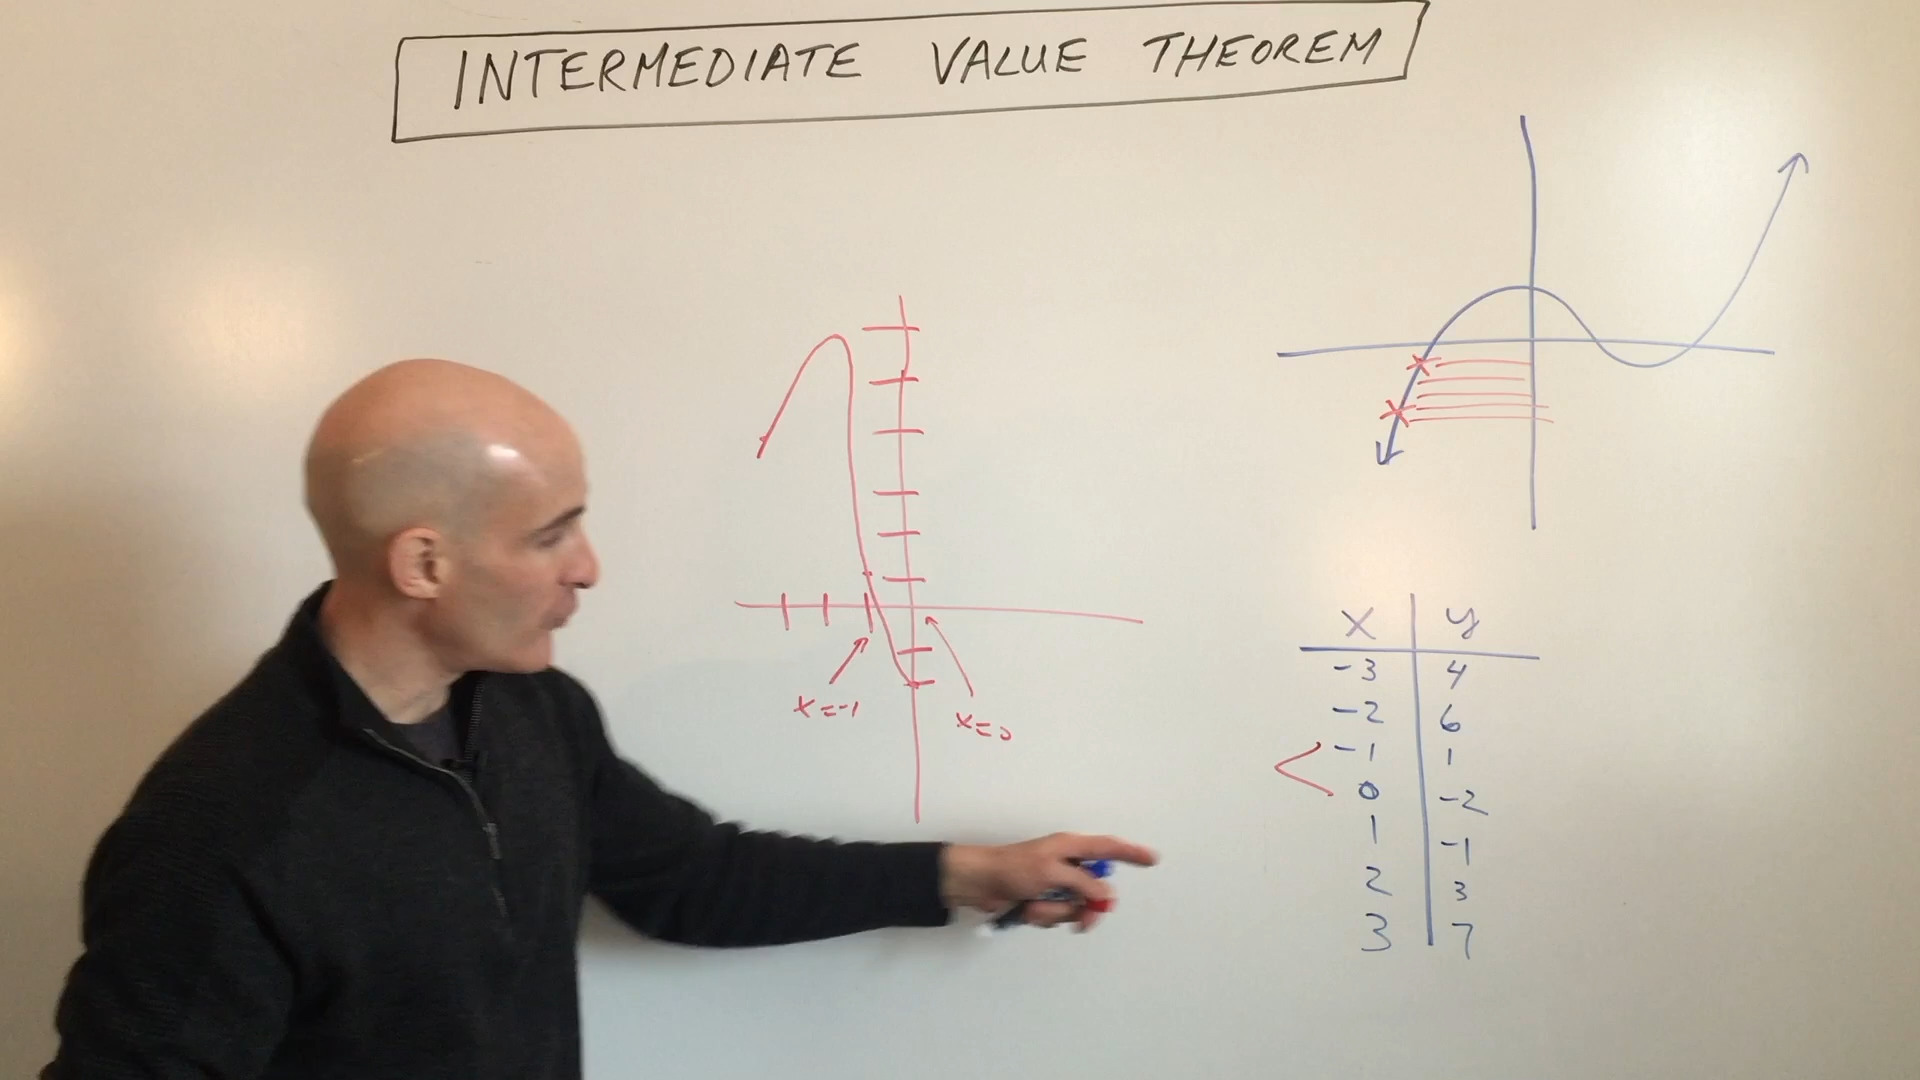 INTERMEDIATE VALUE THEOREM
x=-1
x=0
X y
-3 4
-2 6
-1 1
0 -2
1 -1
2 3
3 7